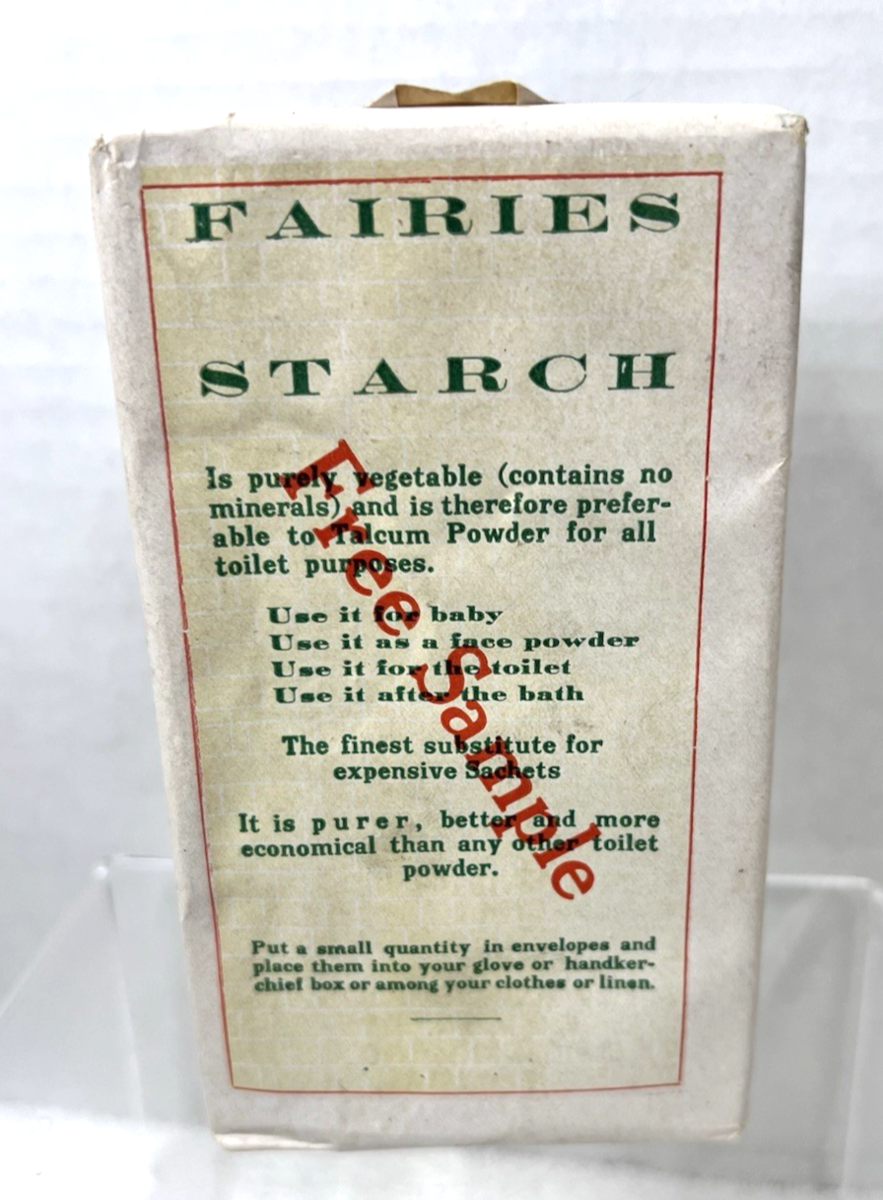 FAIRIES
STARCH
Is purely vegetable (contains no
minerals) and is therefore prefer-
able to Talcum Powder for all
toilet purposes.
Use it for baby
Use it as a face powder
Use it for the toilet
Use it after the bath
The finest substitute for
expensive Sachets
It is purer, better and more
economical than any other toilet
powder.
Put a small quantity in envelopes and
place them into your glove or handker-
chief box or among your clothes or linen.
Free Sample